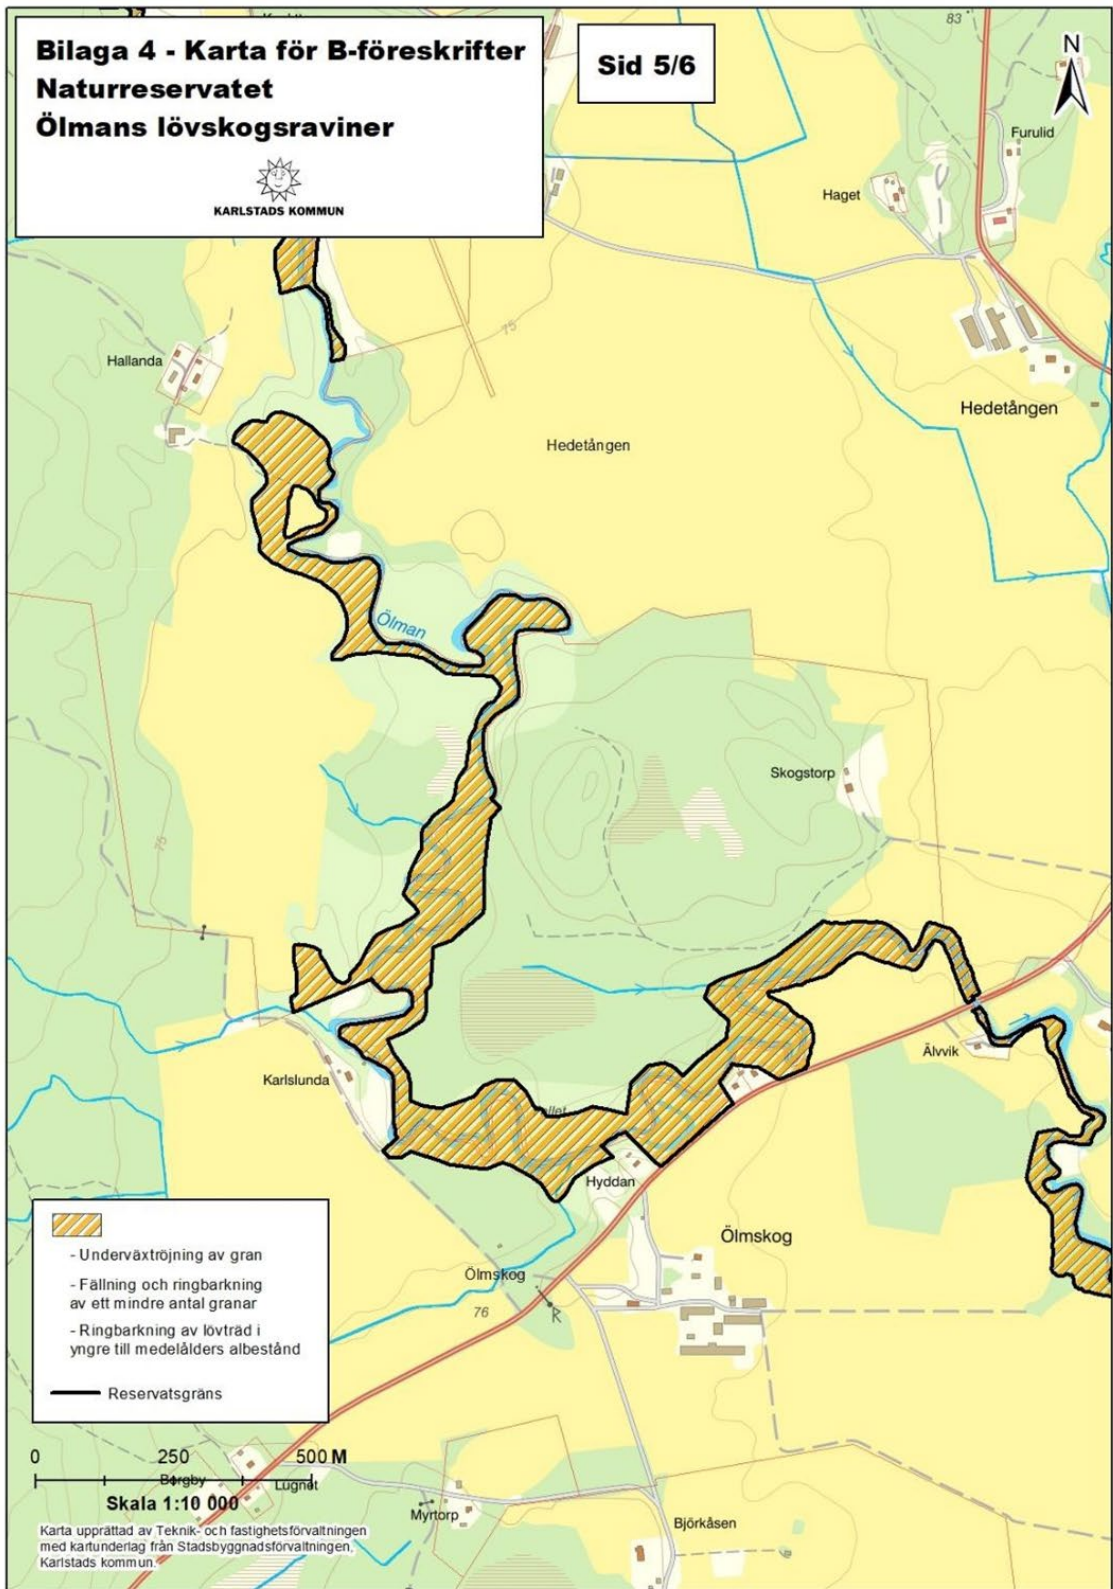 Bilaga 4 - Karta för B-föreskrifter
Naturreservatet
Ölmans lövskogsraviner
KARLSTADS KOMMUN
Sid 5/6
N
83
Furulid
Haget
75
Hallanda
Hedetången
Hedetången
Ölman
Skogstorp
75
Älvvik
Karlslunda
Hyddan
Ölmskog
Ölmskog
76
R
- Underväxtröjning av gran
- Fällning och ringbarkning
av ett mindre antal granar
- Ringbarkning av lövträd i
yngre till medelålders albestånd
Reservatsgräns
0 250 500 M
Borgby
Lugnet
Skala 1:10 000
Myrtorp
Björkåsen
Karta upprättad av Teknik- och fastighetsförvaltningen
med kartunderlag från Stadsbyggnadsförvaltningen,
Karlstads kommun.